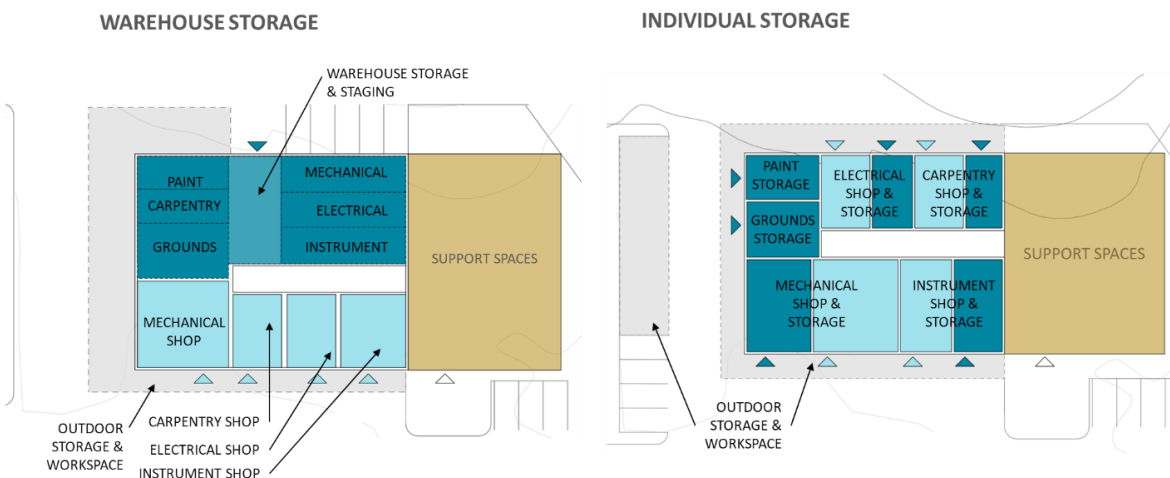 WAREHOUSE STORAGE
WAREHOUSE STORAGE
& STAGING
PAINT
CARPENTRY
GROUNDS
MECHANICAL
ELECTRICAL
INSTRUMENT
SUPPORT SPACES
MECHANICAL
SHOP
OUTDOOR
STORAGE &
WORKSPACE
CARPENTRY SHOP
ELECTRICAL SHOP
INSTRUMENT SHOP
INDIVIDUAL STORAGE
PAINT
STORAGE
GROUNDS
STORAGE
ELECTRICAL
SHOP &
STORAGE
CARPENTRY
SHOP &
STORAGE
MECHANICAL
SHOP &
STORAGE
INSTRUMENT
SHOP &
STORAGE
SUPPORT SPACES
OUTDOOR
STORAGE &
WORKSPACE